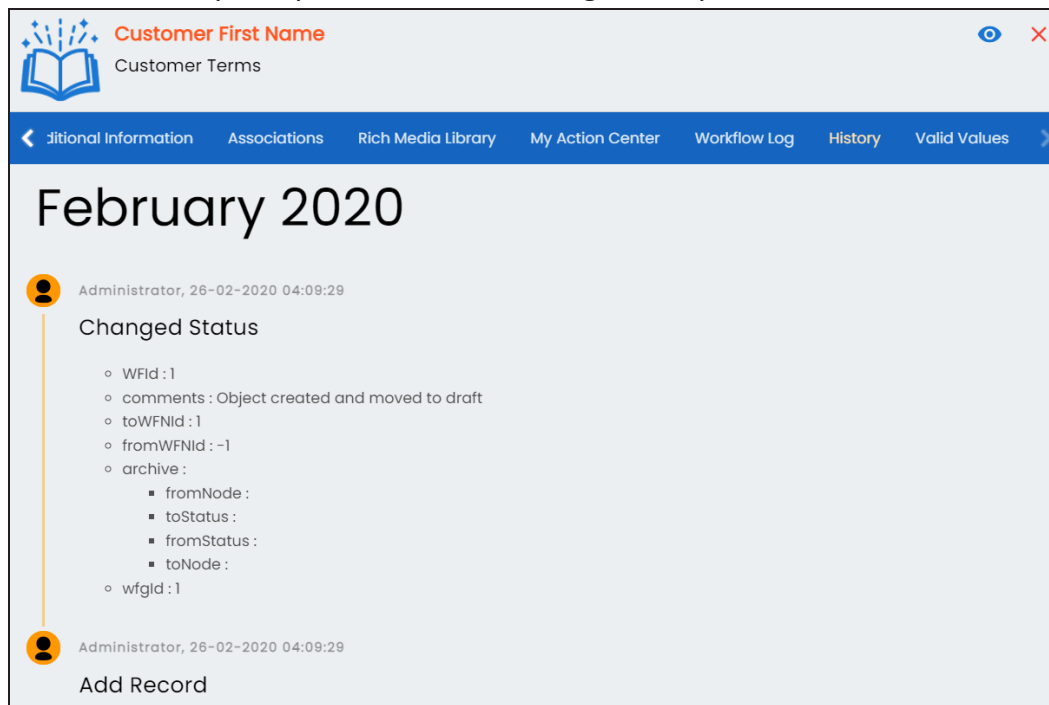 Customer First Name
Customer Terms
ditional Information Associations Rich Media Library My Action Center Workflow Log History Valid Values
February 2020
Administrator, 26-02-2020 04:09:29
Changed Status
WFId : 1
comments : Object created and moved to draft
toWFNId : 1
fromWFNId : -1
archive :
fromNode :
toStatus :
fromStatus :
toNode :
wfgId : 1
Administrator, 26-02-2020 04:09:29
Add Record